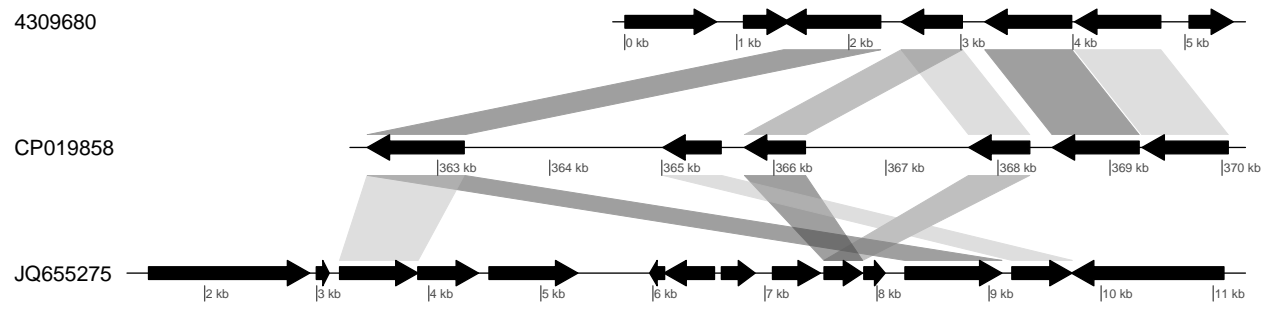 4309680
0 kb 1 kb 2 kb 3 kb 4 kb 5 kb
CP019858
363 kb 364 kb 365 kb 366 kb 367 kb 368 kb 369 kb 370 kb
JQ655275
2 kb 3 kb 4 kb 5 kb 6 kb 7 kb 8 kb 9 kb 10 kb 11 kb